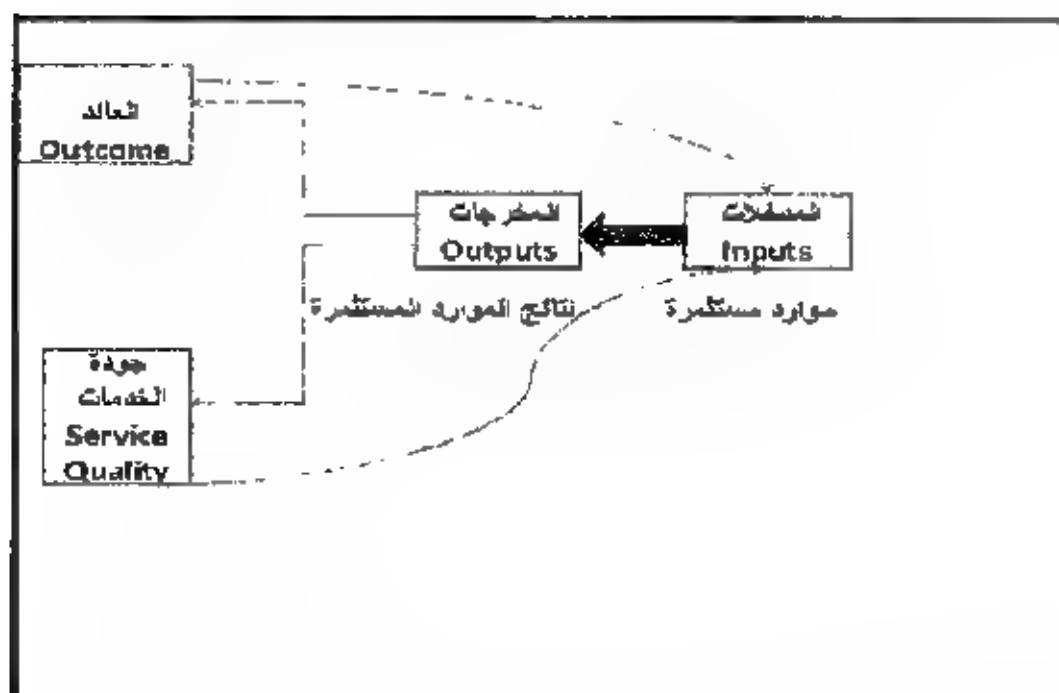 العائد
Outcome
المخرجات
Outputs
المدخلات
Inputs
نتائج الموارد المستثمرة
موارد مستثمرة
جودة
الخدمات
Service
Quality